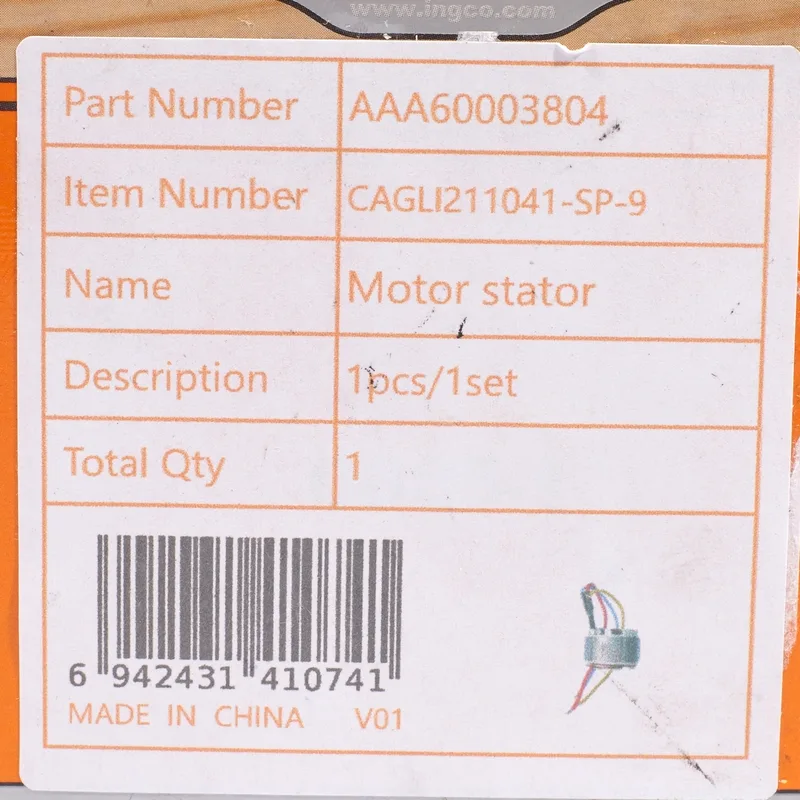 www.ingco.com
Part Number AAA60003804
Item Number CAGLI211041-SP-9
Name Motor stator
Description 1pcs/1set
Total Qty 1
6 942431 410741
MADE IN CHINA V01